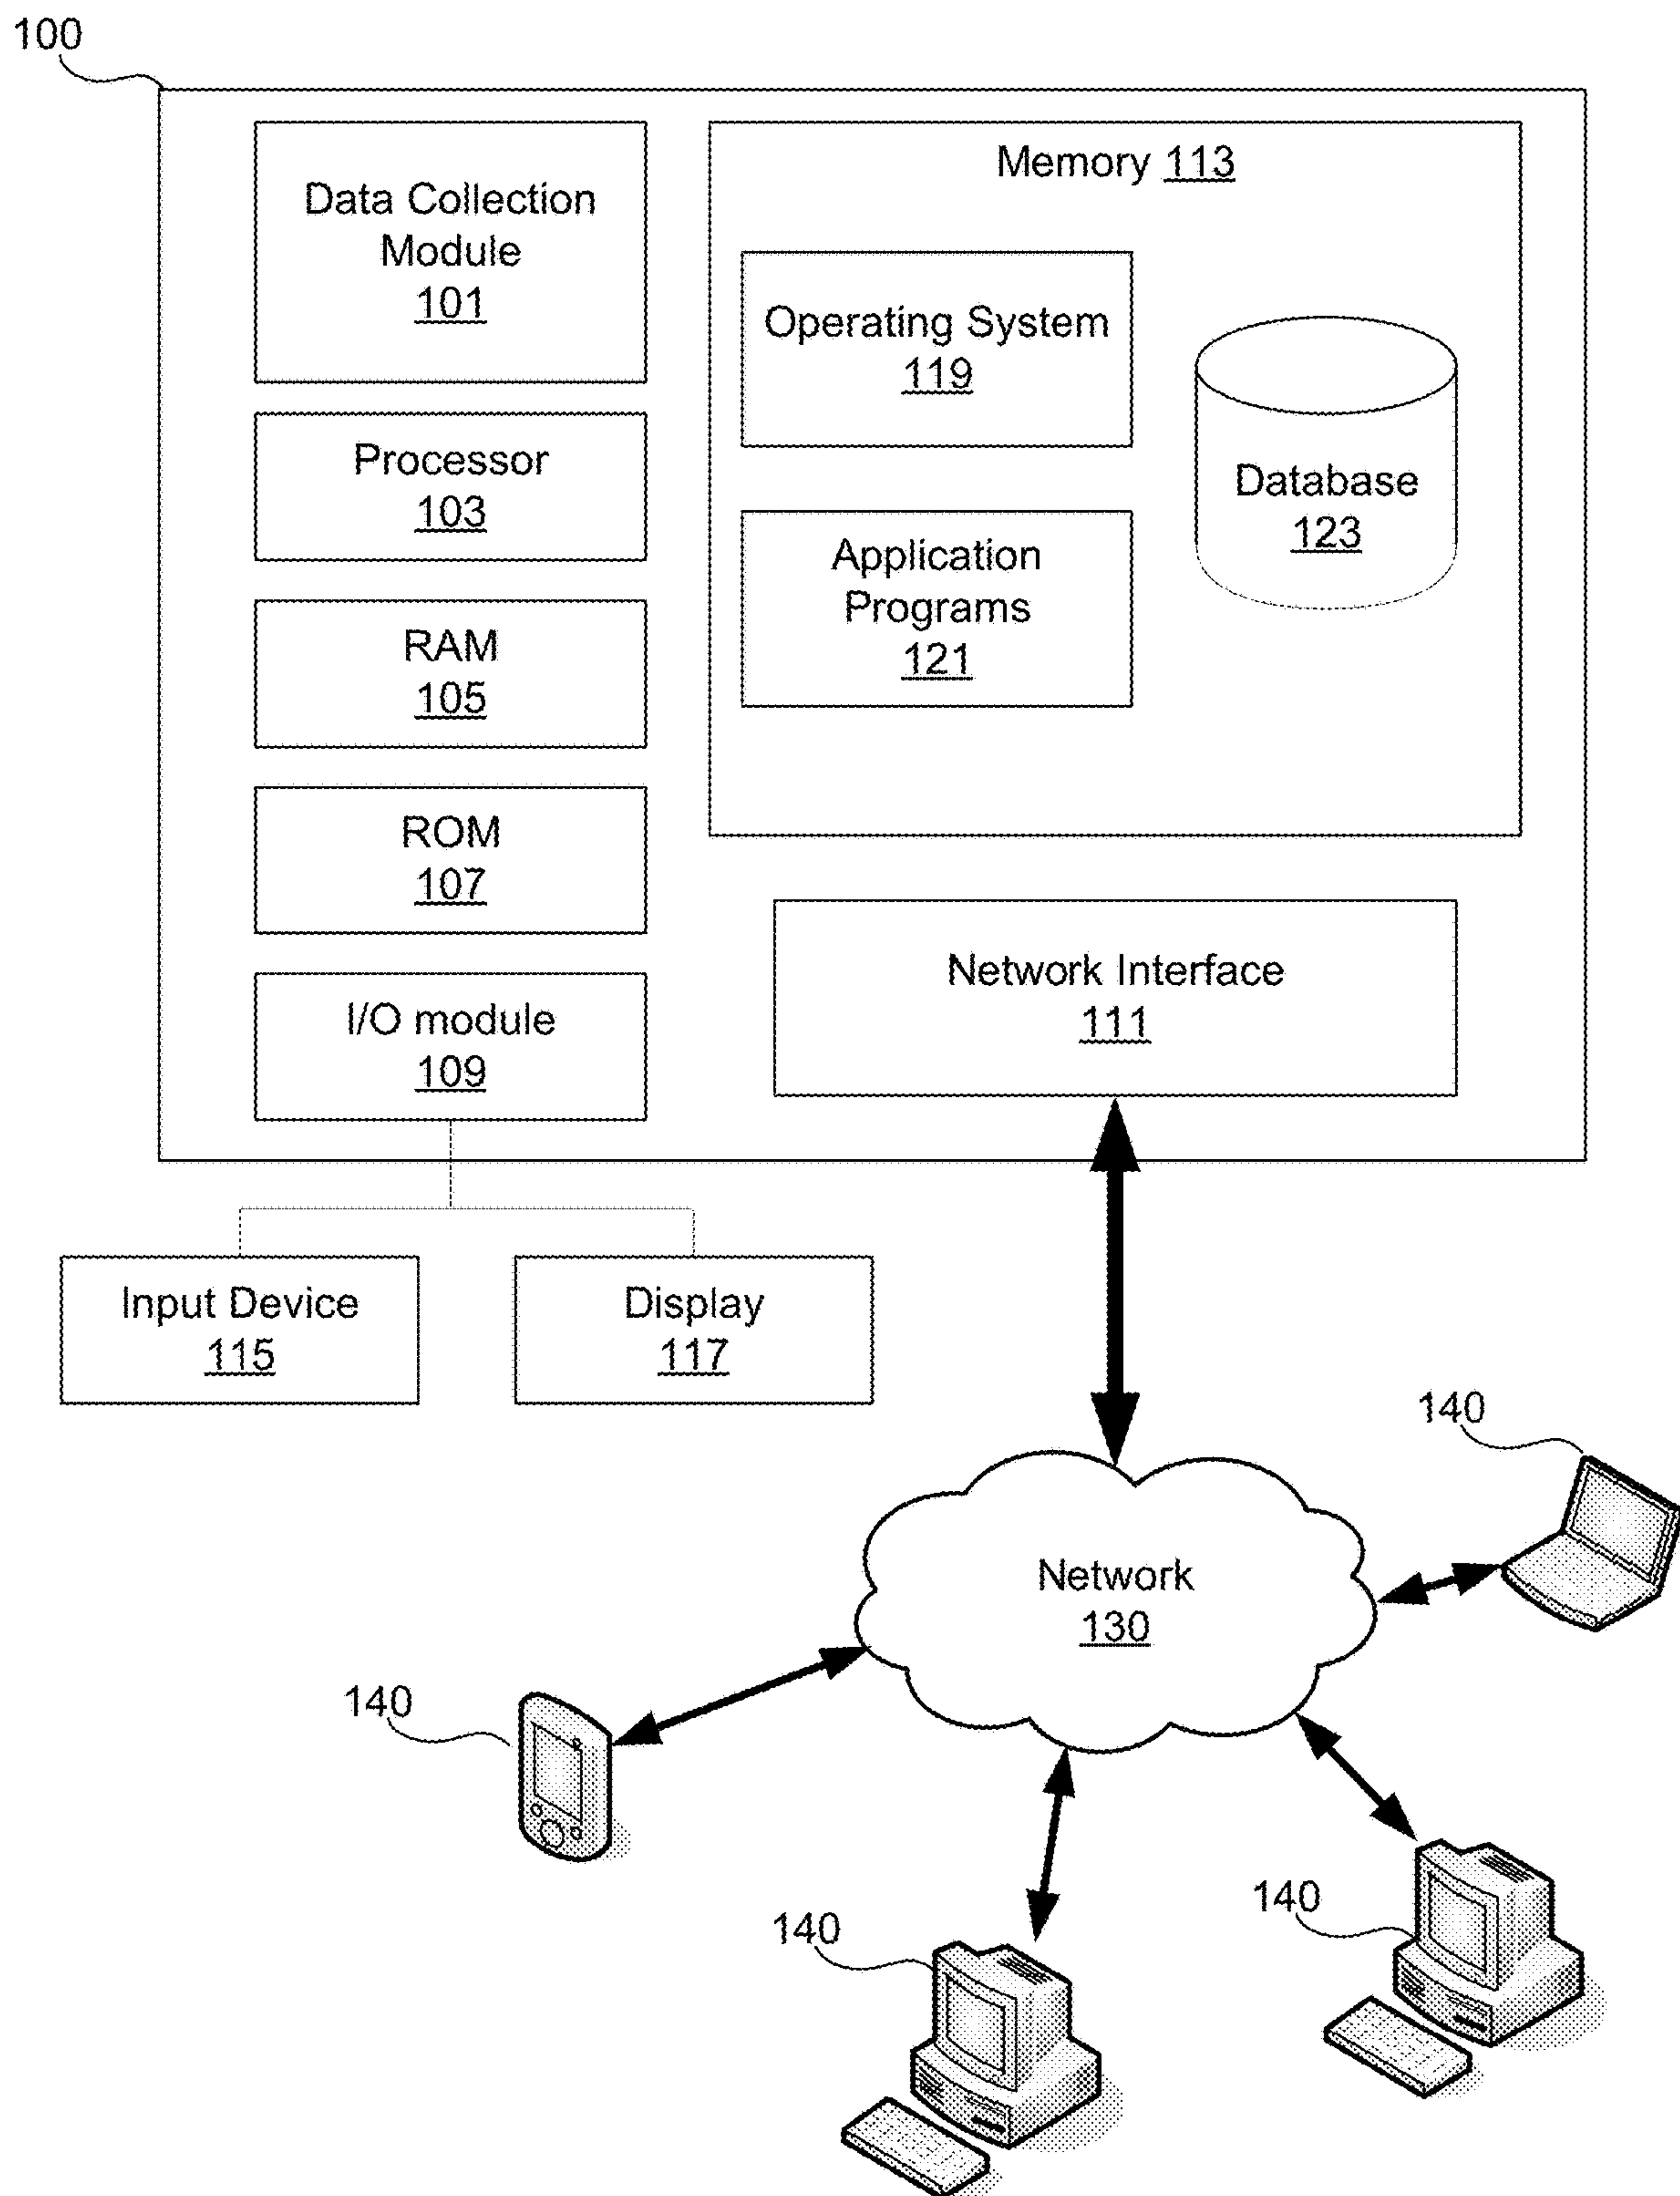 100
Data Collection
Module
101
Processor
103
RAM
105
ROM
107
I/O module
109
Memory 113
Operating System
119
Application
Programs
121
Database
123
Network Interface
111
Input Device
115
Display
117
Network
130
140
140
140
140